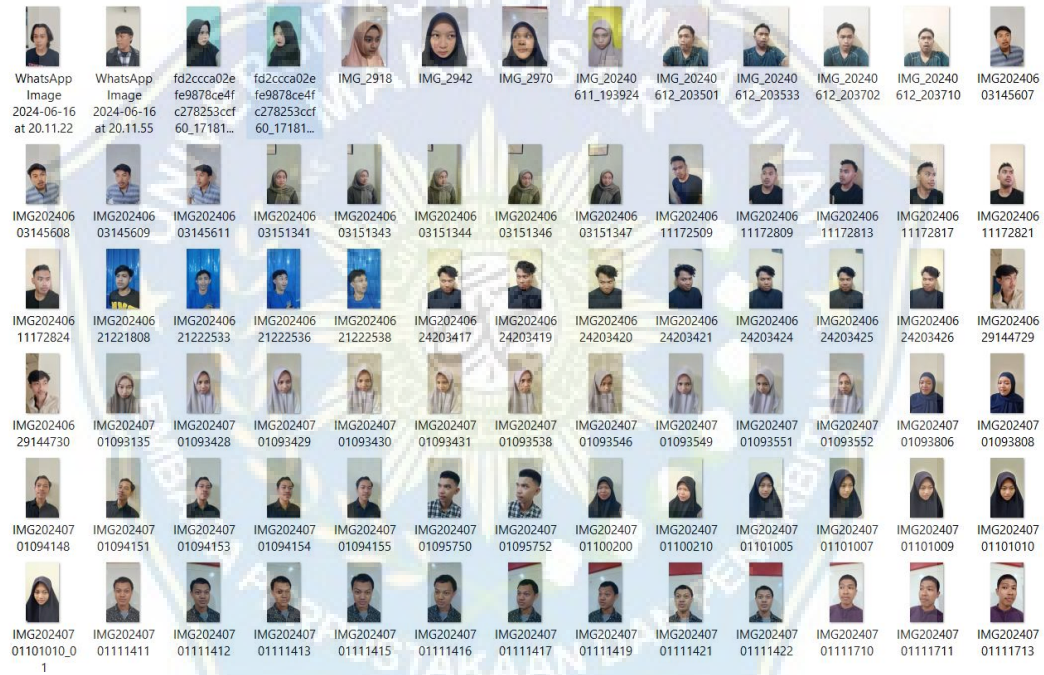 WhatsApp
Image
2024-06-16
at 20.11.22
WhatsApp
Image
2024-06-16
at 20.11.55
fd2ccca02e
fe9878ce4f
c278253ccf
60_17181...
fd2ccca02e
fe9878ce4f
c278253ccf
60_17181...
IMG_2918
IMG_2942
IMG_2970
IMG_20240
611_193924
IMG_20240
612_203501
IMG_20240
612_203533
IMG_20240
612_203702
IMG_20240
612_203710
IMG202406
03145607
IMG202406
03145608
IMG202406
03145609
IMG202406
03145611
IMG202406
03151341
IMG202406
03151343
IMG202406
03151344
IMG202406
03151346
IMG202406
03151347
IMG202406
11172509
IMG202406
11172809
IMG202406
11172813
IMG202406
11172817
IMG202406
11172821
IMG202406
11172824
IMG202406
21221808
IMG202406
21222533
IMG202406
21222536
IMG202406
21222538
IMG202406
24203417
IMG202406
24203419
IMG202406
24203420
IMG202406
24203421
IMG202406
24203424
IMG202406
24203425
IMG202406
24203426
IMG202406
29144729
IMG202406
29144730
IMG202407
01093135
IMG202407
01093428
IMG202407
01093429
IMG202407
01093430
IMG202407
01093431
IMG202407
01093538
IMG202407
01093546
IMG202407
01093549
IMG202407
01093551
IMG202407
01093552
IMG202407
01093806
IMG202407
01093808
IMG202407
01094148
IMG202407
01094151
IMG202407
01094153
IMG202407
01094154
IMG202407
01094155
IMG202407
01095750
IMG202407
01095752
IMG202407
01100200
IMG202407
01100210
IMG202407
01101005
IMG202407
01101007
IMG202407
01101009
IMG202407
01101010
IMG202407
01101010_0
1
IMG202407
01111411
IMG202407
01111412
IMG202407
01111413
IMG202407
01111415
IMG202407
01111416
IMG202407
01111417
IMG202407
01111419
IMG202407
01111421
IMG202407
01111422
IMG202407
01111710
IMG202407
01111711
IMG202407
01111713